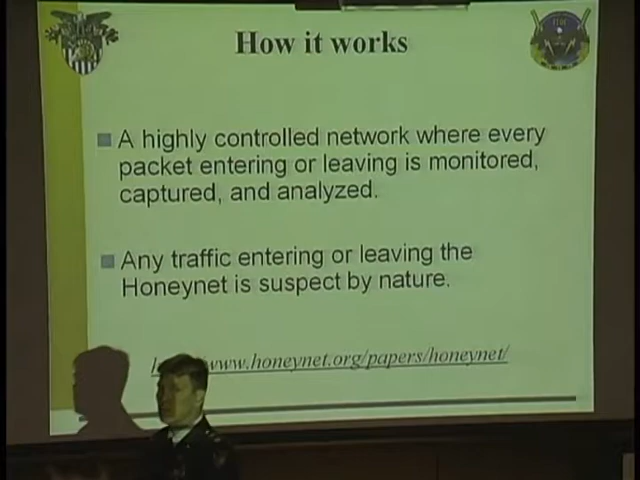 How it works
A highly controlled network where every
packet entering or leaving is monitored,
captured, and analyzed.
Any traffic entering or leaving the
Honeynet is suspect by nature.
www.honeynet.org/papers/honeynet/